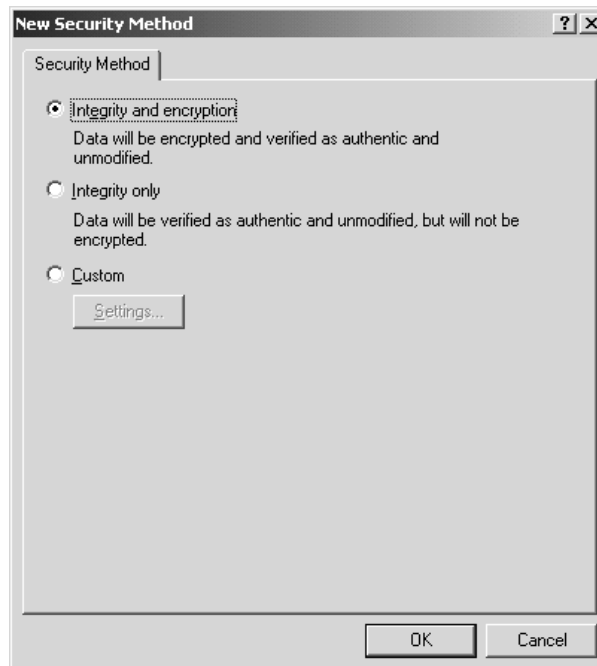 New Security Method
Security Method
Integrity and encryption
Data will be encrypted and verified as authentic and
unmodified.
Integrity only
Data will be verified as authentic and unmodified, but will not be
encrypted.
Custom
Settings...
OK
Cancel